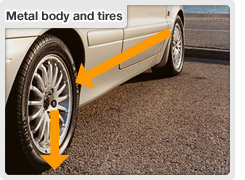 Metal body and tires